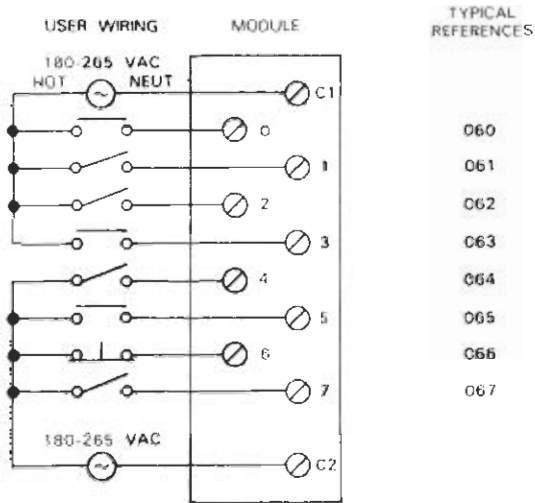 USER WIRING MODULE TYPICAL REFERENCES
180-265 VAC
HOT NEUT
C1
0 060
1 061
2 062
3 063
4 064
5 065
6 066
7 067
180-265 VAC
C2